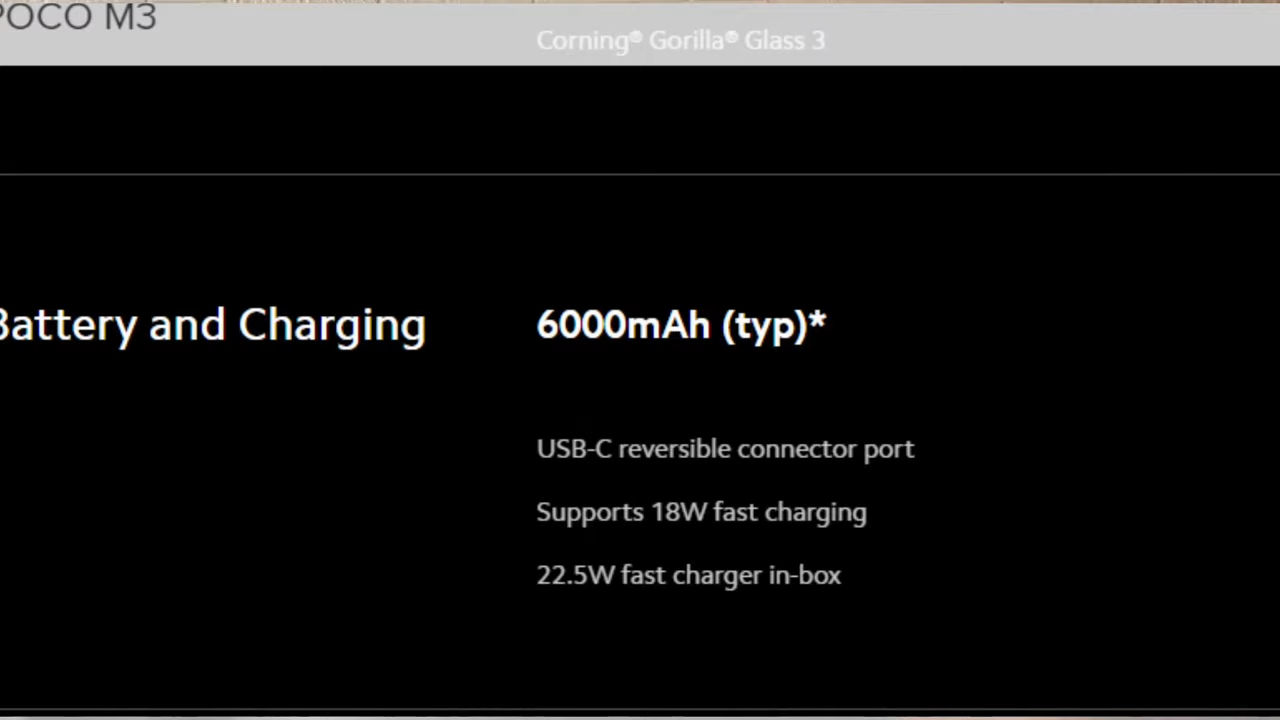 POCO M3
Corning® Gorilla® Glass 3
Battery and Charging
6000mAh (typ)*
USB-C reversible connector port
Supports 18W fast charging
22.5W fast charger in-box